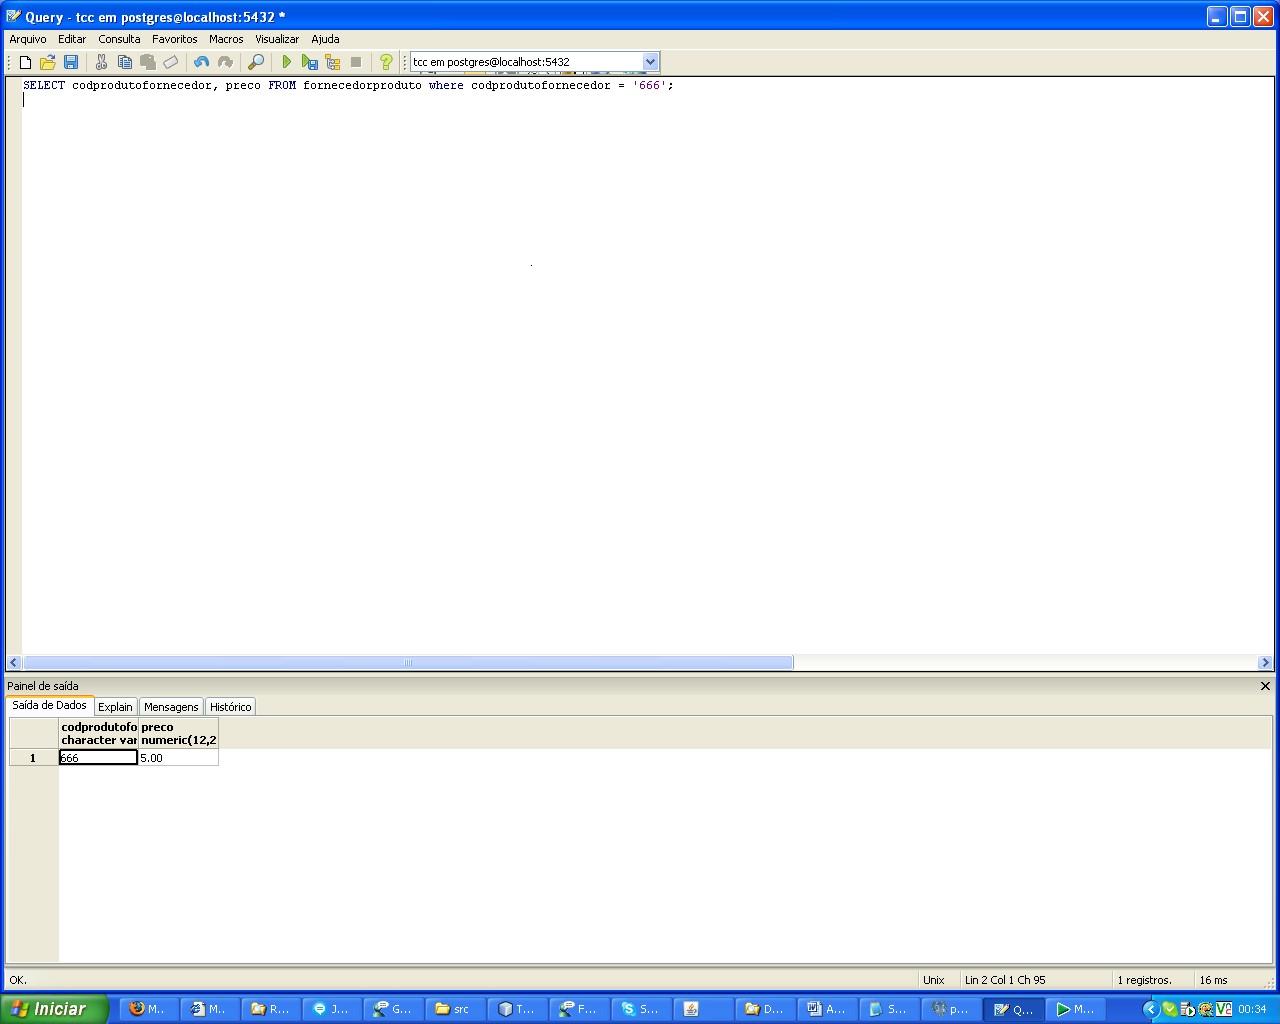 Query - tcc em postgres@localhost:5432 *
Arquivo Editar Consulta Favoritos Macros Visualizar Ajuda
tcc em postgres@localhost:5432
SELECT codprodutofornecedor, preco FROM fornecedorproduto where codprodutofornecedor = '666';
Painel de saída
Saída de Dados Explain Mensagens Histórico
codprodutofo preco
character var numeric(12,2
1 666 5.00
OK. Unix Lin 2 Col 1 Ch 95 1 registros. 16 ms
Iniciar M... M... R... J... G... src T... F... S... D... A... S... p... Q... M... 00:34